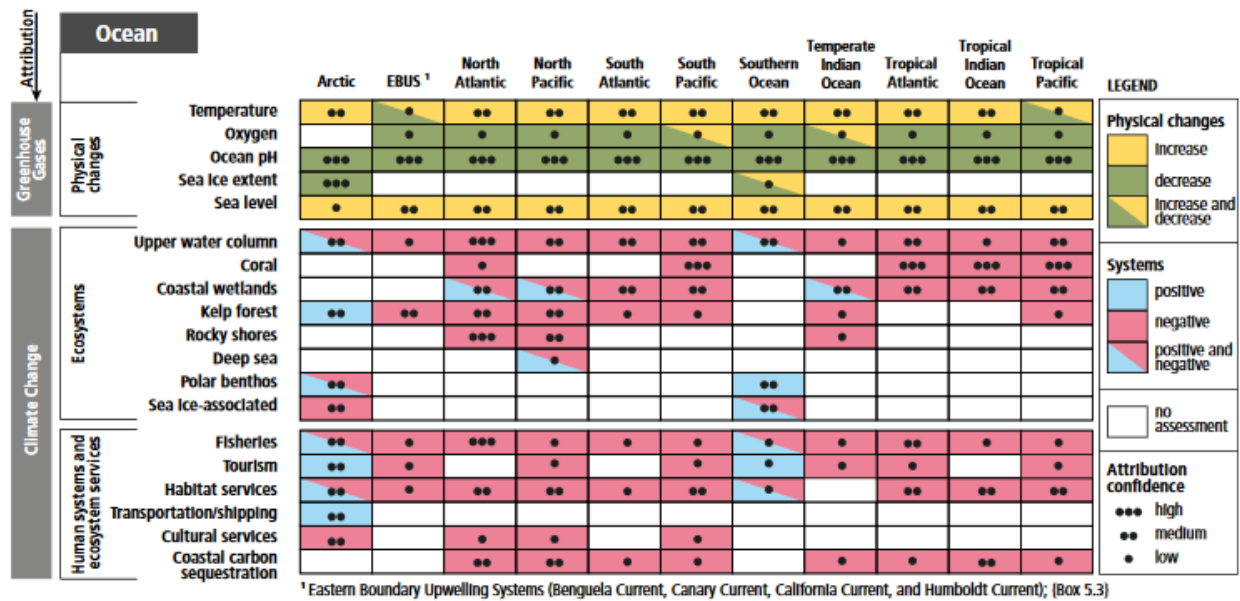 Attribution
Ocean
Arctic
EBUS ¹
North Atlantic
North Pacific
South Atlantic
South Pacific
Southern Ocean
Temperate Indian Ocean
Tropical Atlantic
Tropical Indian Ocean
Tropical Pacific
Greenhouse Gases
Physical changes
Temperature
Oxygen
Ocean pH
Sea Ice extent
Sea level
Climate Change
Ecosystems
Upper water column
Coral
Coastal wetlands
Kelp forest
Rocky shores
Deep sea
Polar benthos
Sea Ice-associated
Human systems and ecosystem services
Fisheries
Tourism
Habitat services
Transportation/shipping
Cultural services
Coastal carbon
sequestration
LEGEND
Physical changes
Increase
decrease
Increase and
decrease
Systems
positive
negative
positive and
negative
no
assessment
Attribution
confidence
high
medium
low
¹ Eastern Boundary Upwelling Systems (Benguela Current, Canary Current, California Current, and Humboldt Current); {Box 5.3}